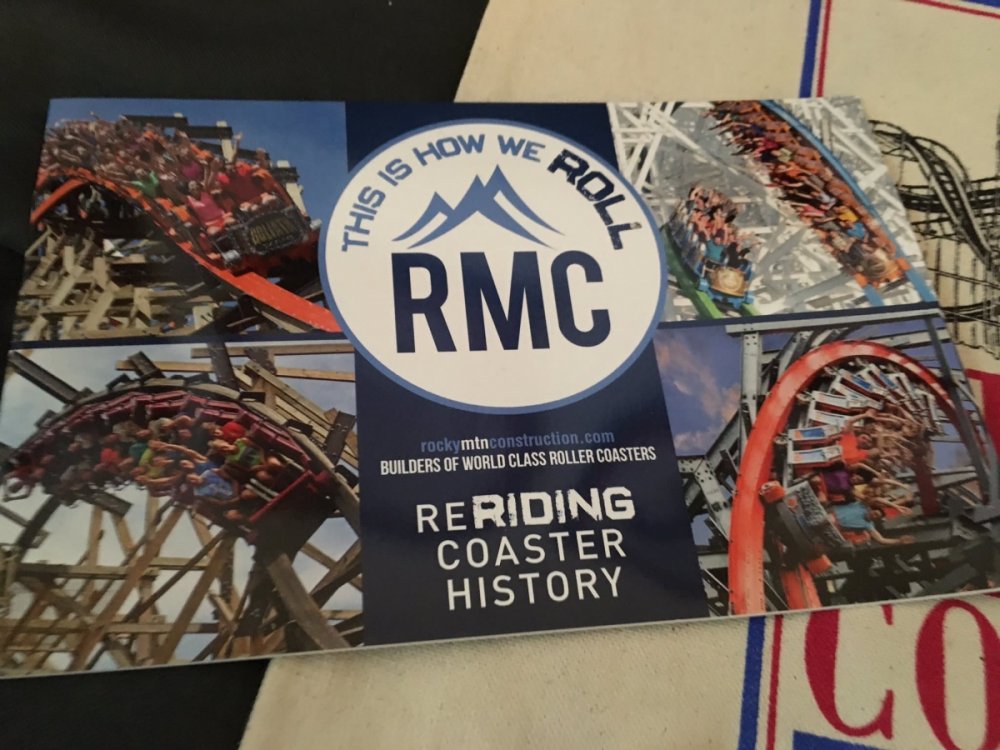 THIS IS HOW WE ROLL
RMC
rockymtnconstruction.com
BUILDERS OF WORLD CLASS ROLLER COASTERS
RERIDING
COASTER
HISTORY